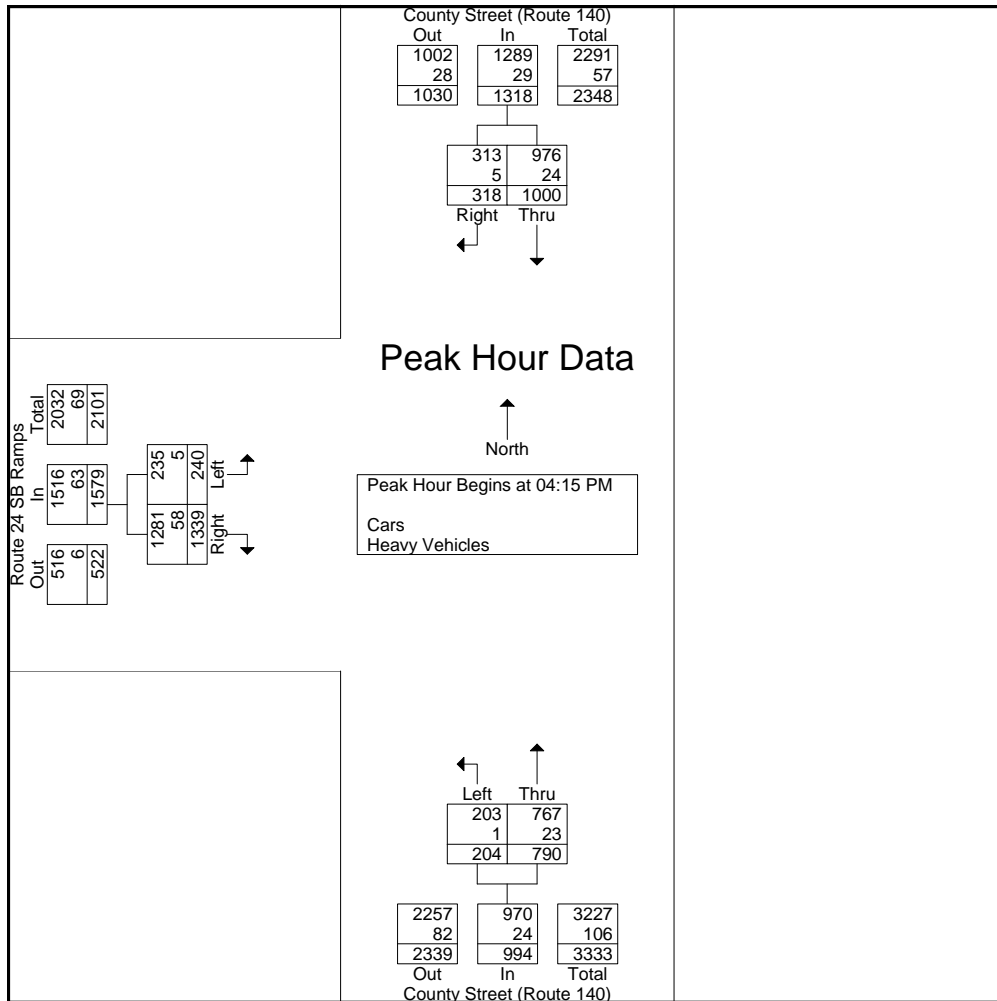 County Street (Route 140)
Out In Total
1002 1289 2291
28 29 57
1030 1318 2348
313 976
5 24
318 1000
Right Thru
Peak Hour Data
North
Peak Hour Begins at 04:15 PM
Cars
Heavy Vehicles
Route 24 SB Ramps
Out In Total
516 1516 2032
6 63 69
522 1579 2101
1281 235
58 5
1339 240
Right Left
Left Thru
203 767
1 23
204 790
2257 970 3227
82 24 106
2339 994 3333
Out In Total
County Street (Route 140)